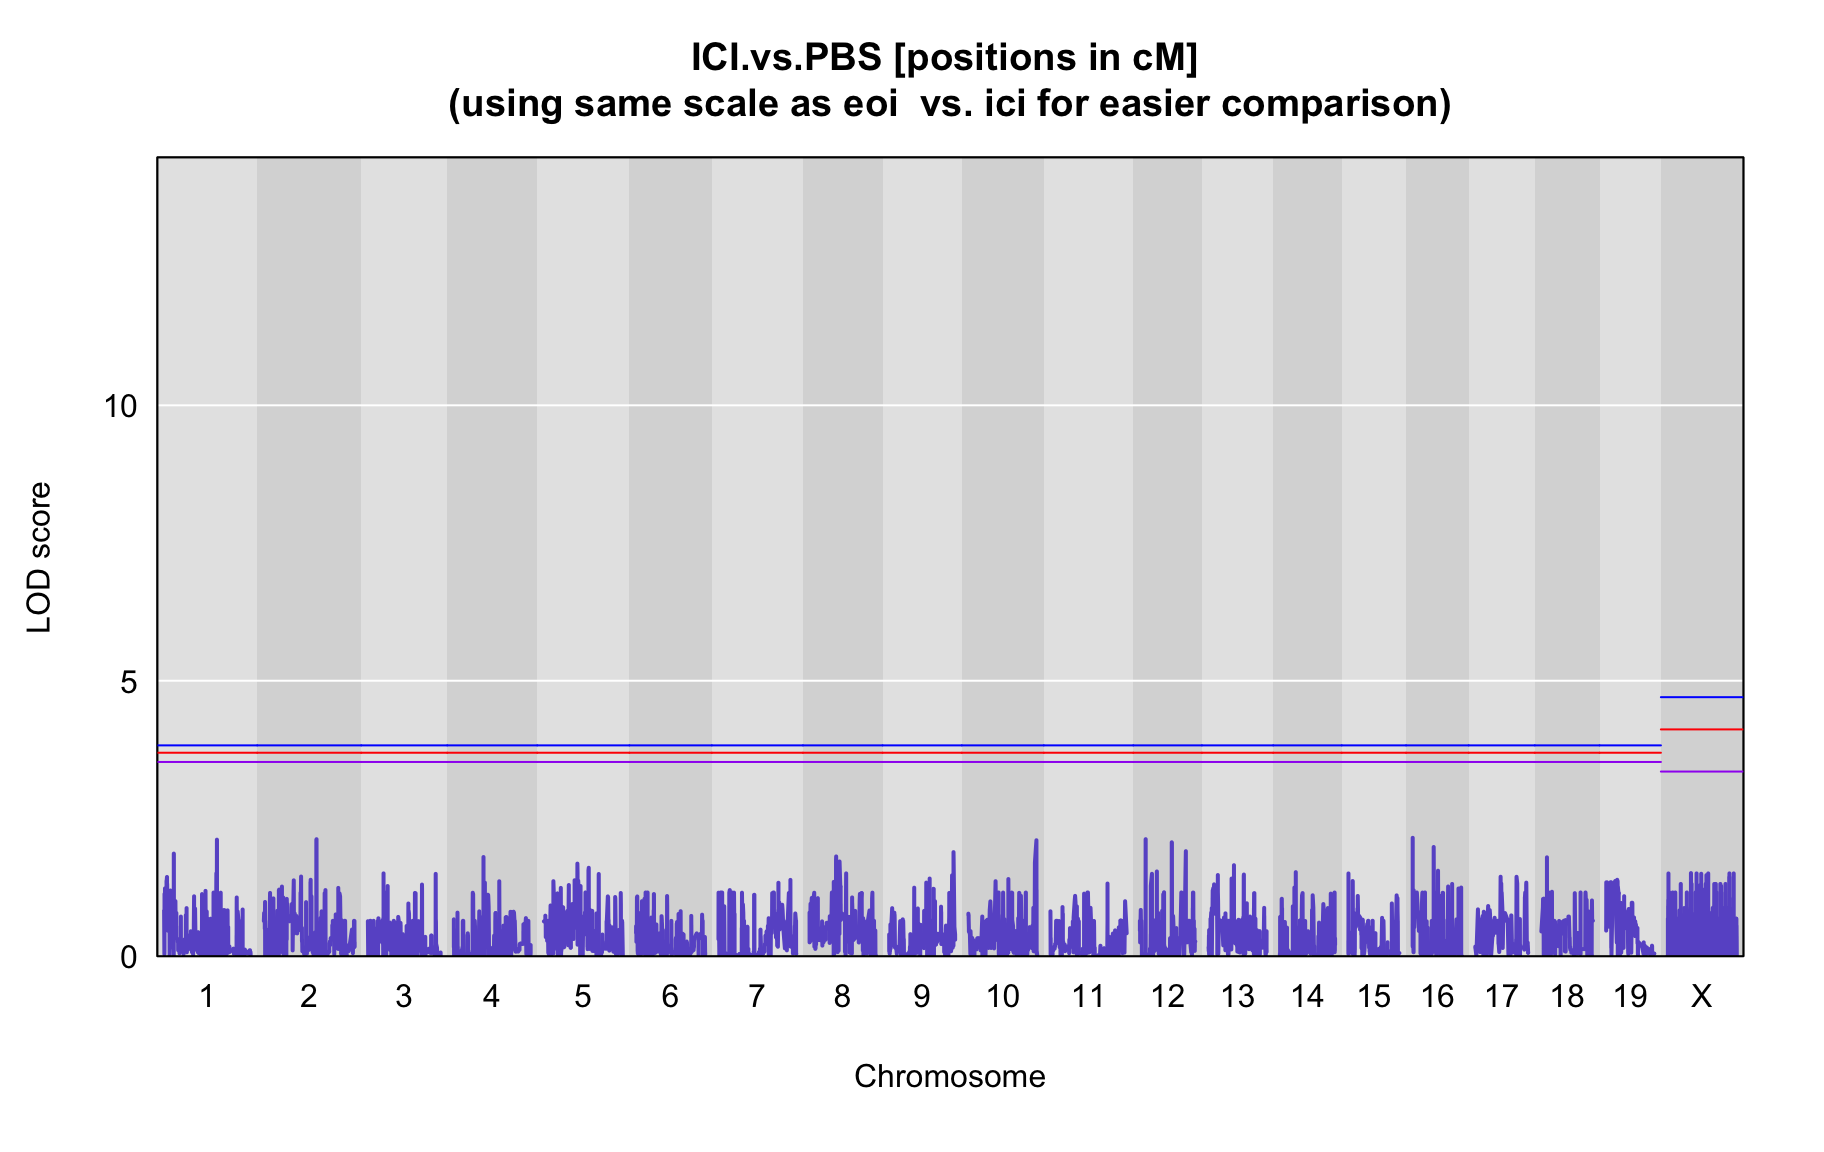 ICI.vs.PBS [positions in cM]
(using same scale as eoi  vs. ici for easier comparison)
10
5
0
LOD score
1 2 3 4 5 6 7 8 9 10 11 12 13 14 15 16 17 18 19 X
Chromosome